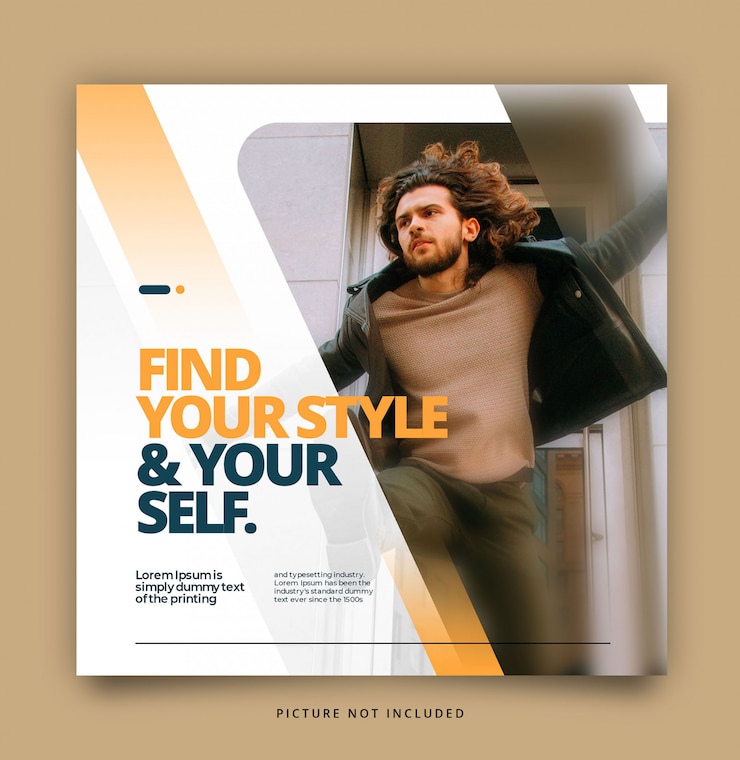 FIND
YOUR STYLE
& YOUR
SELF.
Lorem Ipsum is
simply dummy text
of the printing
and typesetting industry.
Lorem Ipsum has been the
industry's standard dummy
text ever since the 1500s
PICTURE NOT INCLUDED